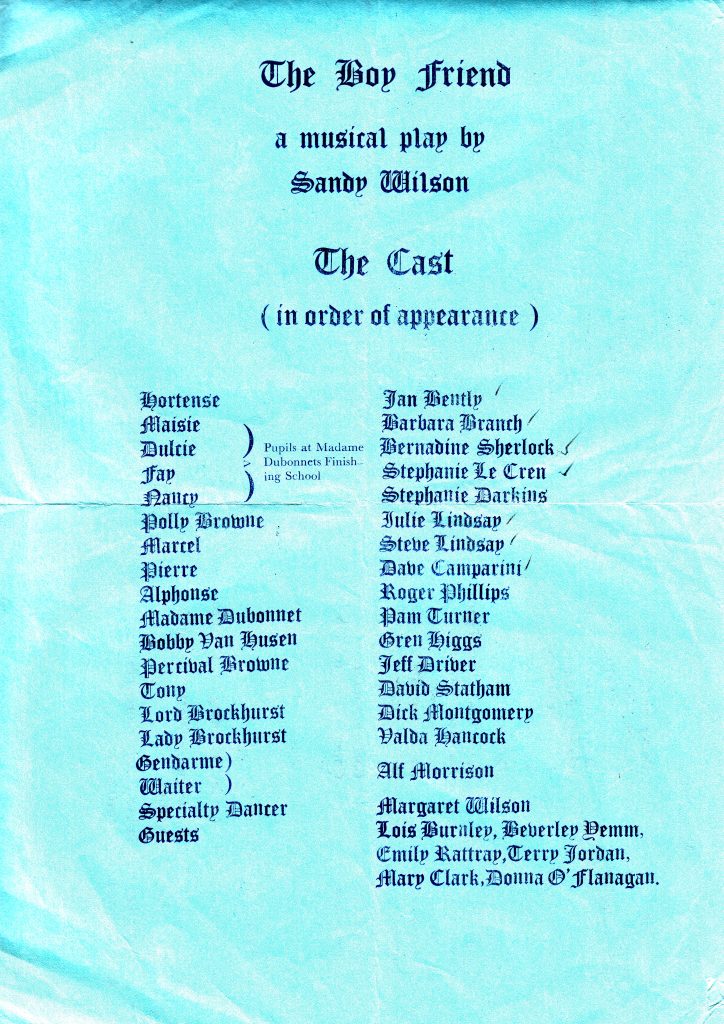 The Boy Friend
a musical play by
Sandy Wilson
The Cast
( in order of appearance )
Hortense Jan Bently
Maisie Barbara Branch
Dulcie Bernadine Sherlock
Fay Stephanie Le Cren
Nancy Stephanie Darkins
Pupils at Madame
Dubonnets Finish-
ing School
Polly Browne Julie Lindsay
Marcel Steve Lindsay
Pierre Dave Camparini
Alphonse Roger Phillips
Madame Dubonnet Pam Turner
Bobby Van Husen Gren Higgs
Percival Browne Jeff Driver
Tony David Statham
Lord Brockhurst Dick Montgomery
Lady Brockhurst Valda Hancock
Gendarme )
Waiter ) Alf Morrison
Specialty Dancer Margaret Wilson
Guests Lois Burnley, Beverley Yemm,
Emily Rattray,Terry Jordan,
Mary Clark,Donna O'Flanagan.